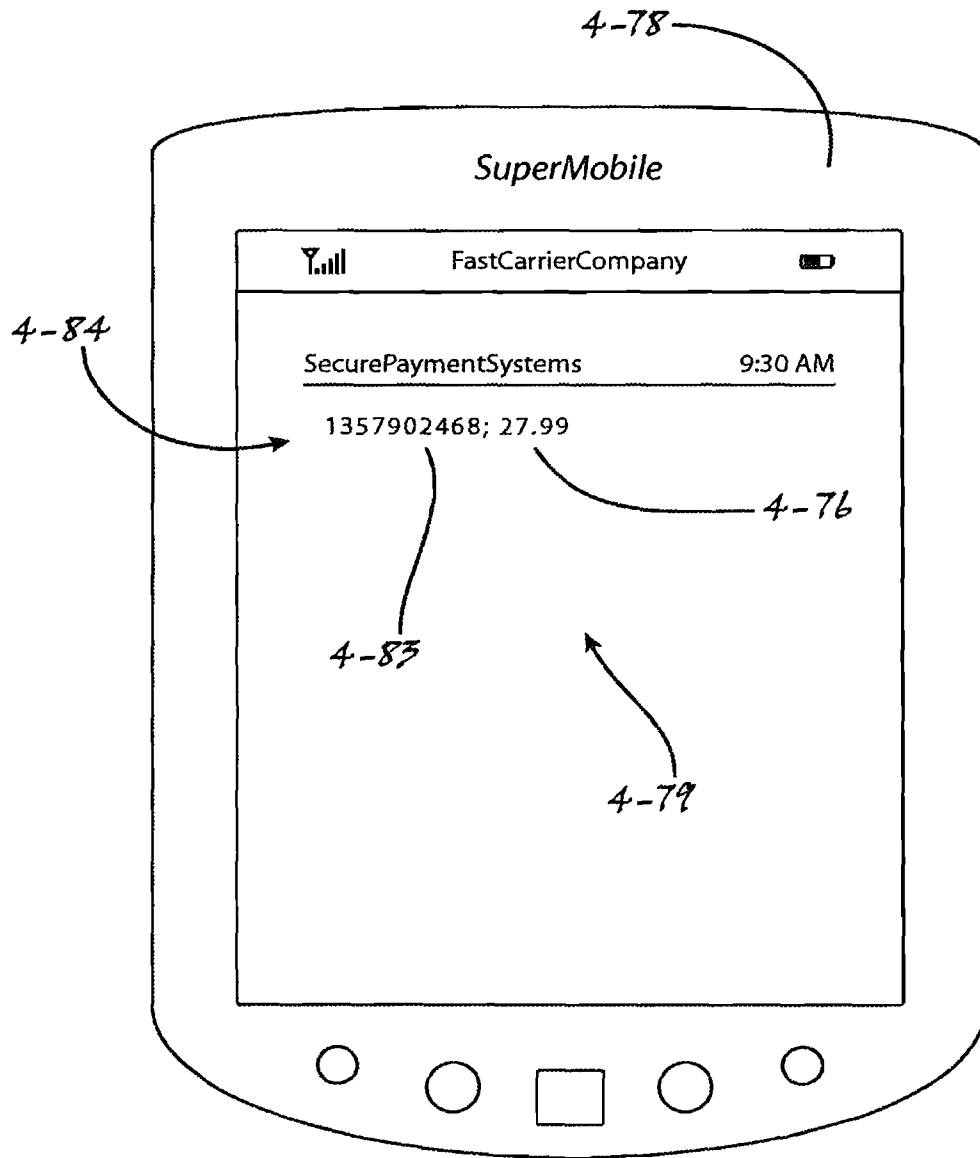 4-78
SuperMobile
FastCarrierCompany
4-84
SecurePaymentSystems 9:30 AM
1357902468; 27.99
4-76
4-83
4-79